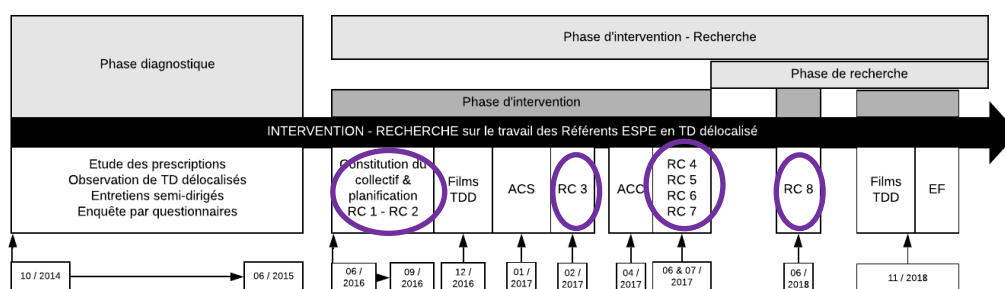 Phase d'intervention - Recherche
Phase diagnostique
Phase de recherche
Phase d'intervention
INTERVENTION - RECHERCHE sur le travail des Référents ESPE en TD délocalisé
Etude des prescriptions
Observation de TD délocalisés
Entretiens semi-dirigés
Enquête par questionnaires
Constitution du
collectif &
planification
RC 1 - RC 2
Films
TDD
ACS
RC 3
ACC
RC 4
RC 5
RC 6
RC 7
RC 8
Films
TDD
EF
10 / 2014
06 / 2015
06 /
2016
09 /
2016
12 /
2016
01 /
2017
02 /
2017
04 /
2017
06 & 07 /
2017
06 /
2018
11 / 2018